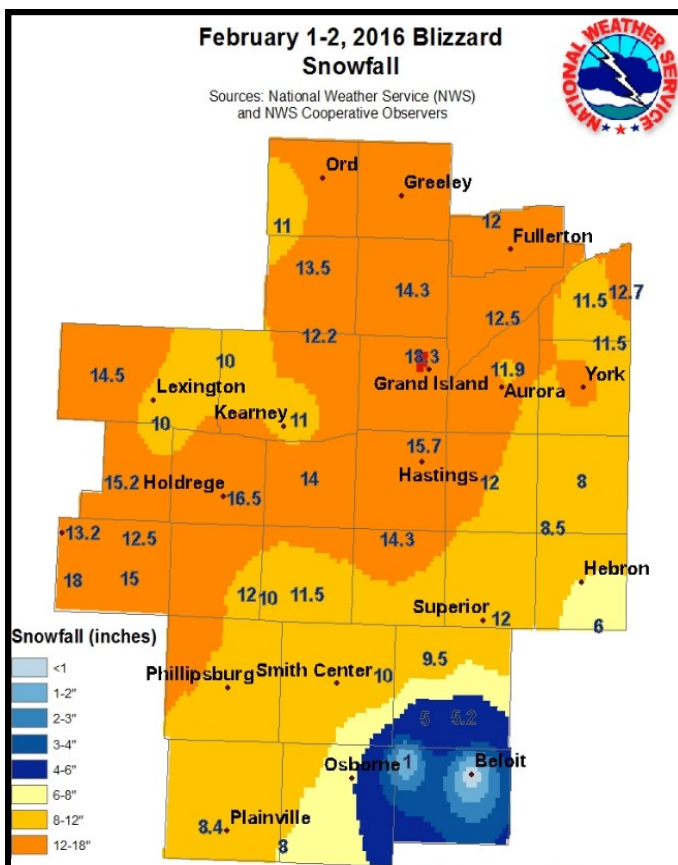 February 1-2, 2016 Blizzard
Snowfall
Sources: National Weather Service (NWS)
and NWS Cooperative Observers
NATIONAL WEATHER SERVICE
Ord
Greeley
11
12
Fullerton
13.5
14.3
11.5
12.7
12.5
12.2
11.5
10
18.3
14.5
Grand Island
11.9
Lexington
Aurora
York
Kearney
11
10
15.7
Hastings
15.2
Holdrege
14
12
8
16.5
13.2
12.5
14.3
8.5
18
15
Hebron
12
10
11.5
Superior
12
6
Snowfall (inches)
<1
1-2"
2-3"
3-4"
4-6"
6-8"
8-12"
12-18"
9.5
Phillipsburg
Smith Center
10
5
5.2
Osborne
1
Beloit
8.4
Plainville
8